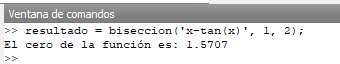 Ventana de comandos
>> resultado = biseccion('x-tan(x)', 1, 2);
El cero de la función es: 1.5707
>>